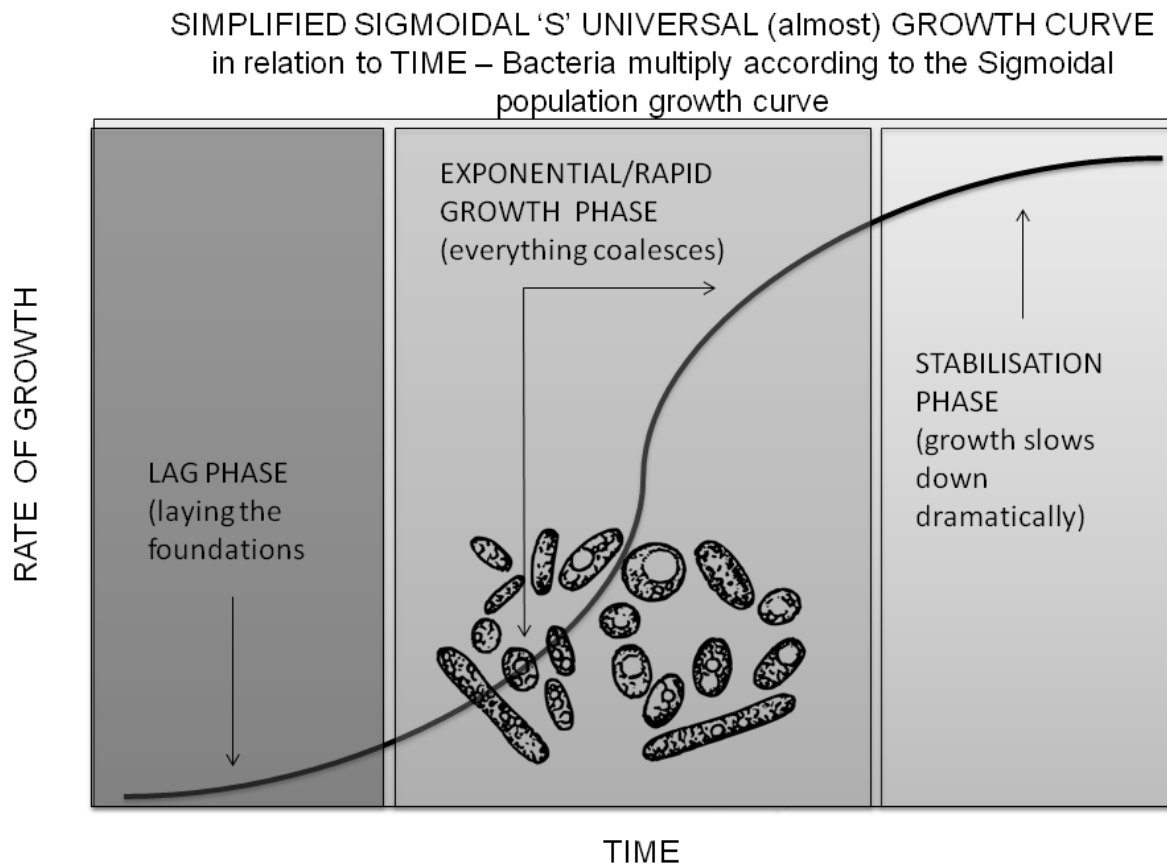 SIMPLIFIED SIGMOIDAL ‘S’ UNIVERSAL (almost) GROWTH CURVE
in relation to TIME – Bacteria multiply according to the Sigmoidal
population growth curve
EXPONENTIAL/RAPID
GROWTH PHASE
(everything coalesces)
STABILISATION
PHASE
(growth slows
down
dramatically)
LAG PHASE
(laying the
foundations
RATE OF GROWTH
TIME